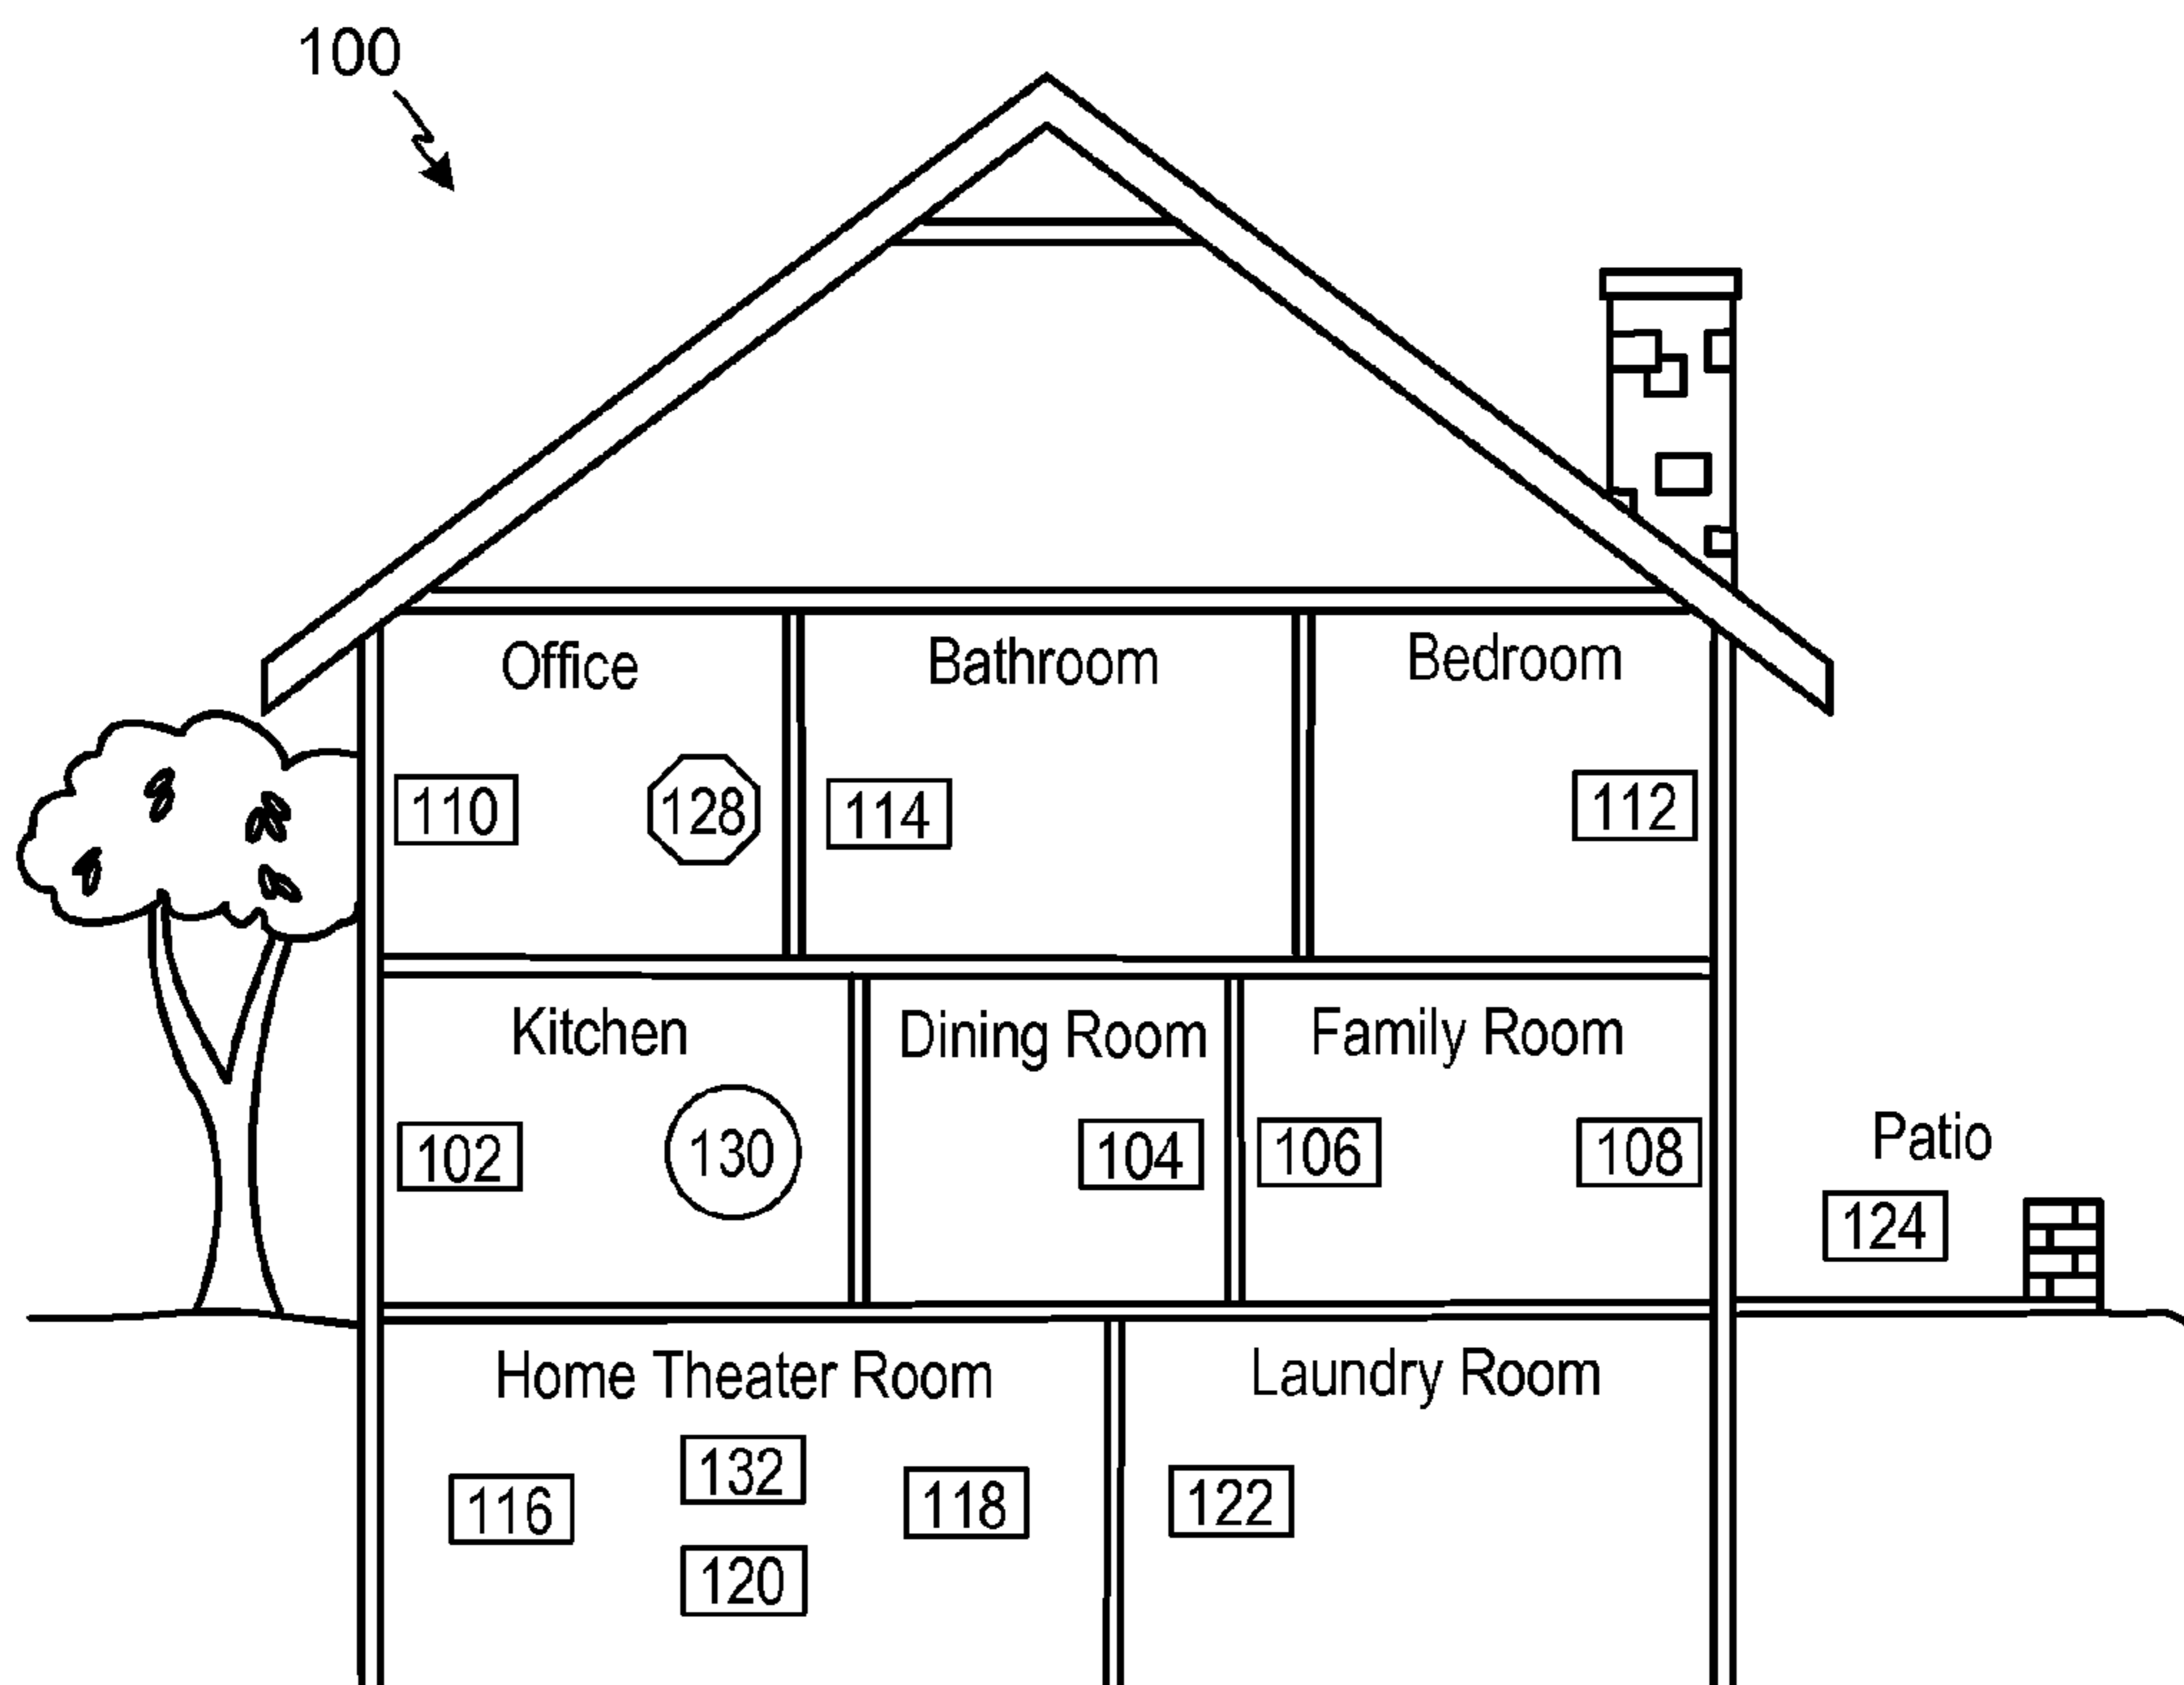 100
Office
Bathroom
Bedroom
110
128
114
112
Kitchen
Dining Room
Family Room
102
130
104
106
108
Patio
124
Home Theater Room
Laundry Room
116
132
118
120
122